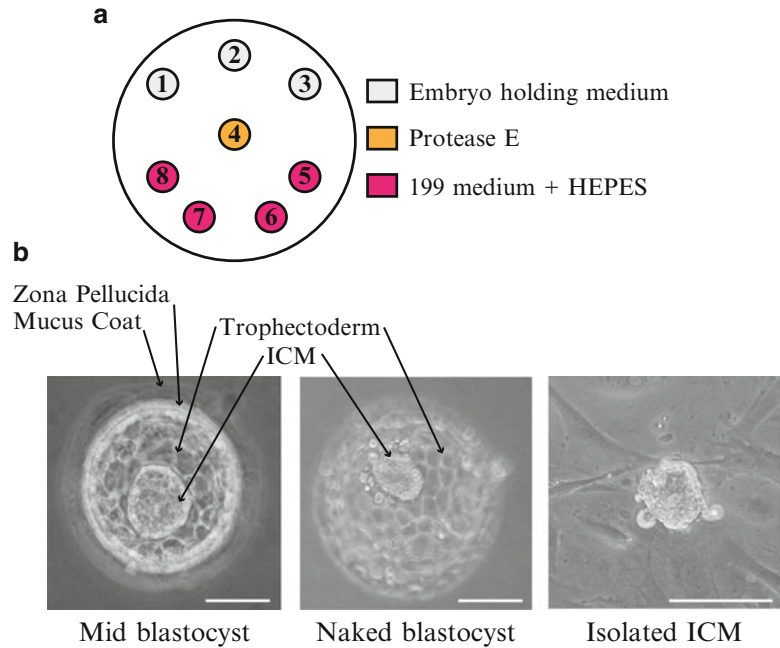 a
1
2
3
4
5
6
7
8
Embryo holding medium
Protease E
199 medium + HEPES
b
Zona Pellucida
Mucus Coat
Trophectoderm
ICM
Mid blastocyst
Naked blastocyst
Isolated ICM